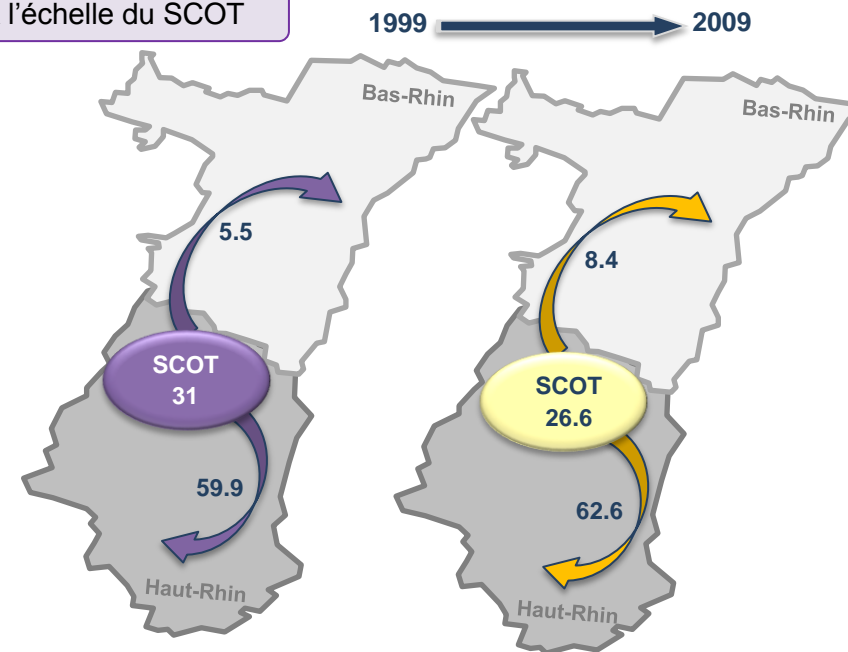 l'échelle du SCOT
1999
2009
Bas-Rhin
5.5
SCOT
31
59.9
Haut-Rhin
Bas-Rhin
8.4
SCOT
26.6
62.6
Haut-Rhin